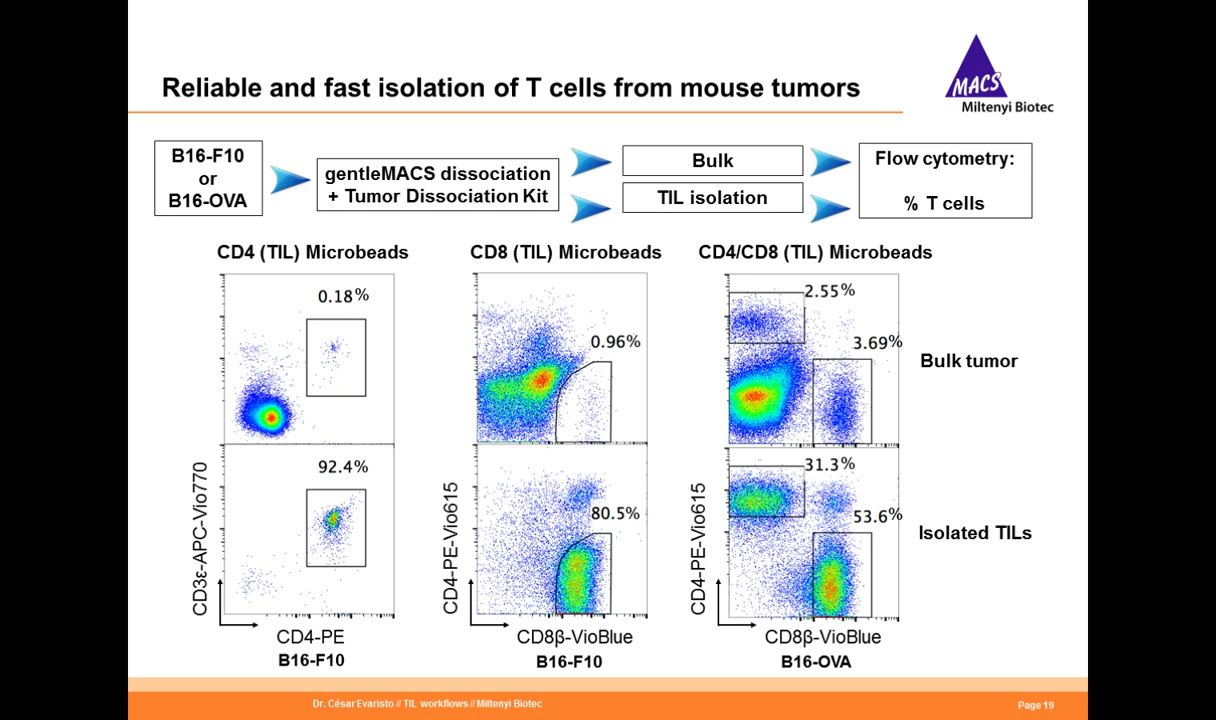 Reliable and fast isolation of T cells from mouse tumors
MACS
Miltenyi Biotec
B16-F10
or
B16-OVA
gentleMACS dissociation
+ Tumor Dissociation Kit
Bulk
TIL isolation
Flow cytometry:
% T cells
CD4 (TIL) Microbeads
CD8 (TIL) Microbeads
CD4/CD8 (TIL) Microbeads
0.18%
0.96%
2.55%
3.69%
Bulk tumor
92.4%
80.5%
31.3%
53.6%
Isolated TILs
CD3ε-APC-Vio770
CD4-PE-Vio615
CD4-PE-Vio615
CD4-PE
CD8β-VioBlue
CD8β-VioBlue
B16-F10
B16-F10
B16-OVA
Dr. César Evaristo // TIL workflows // Miltenyi Biotec
Page 19